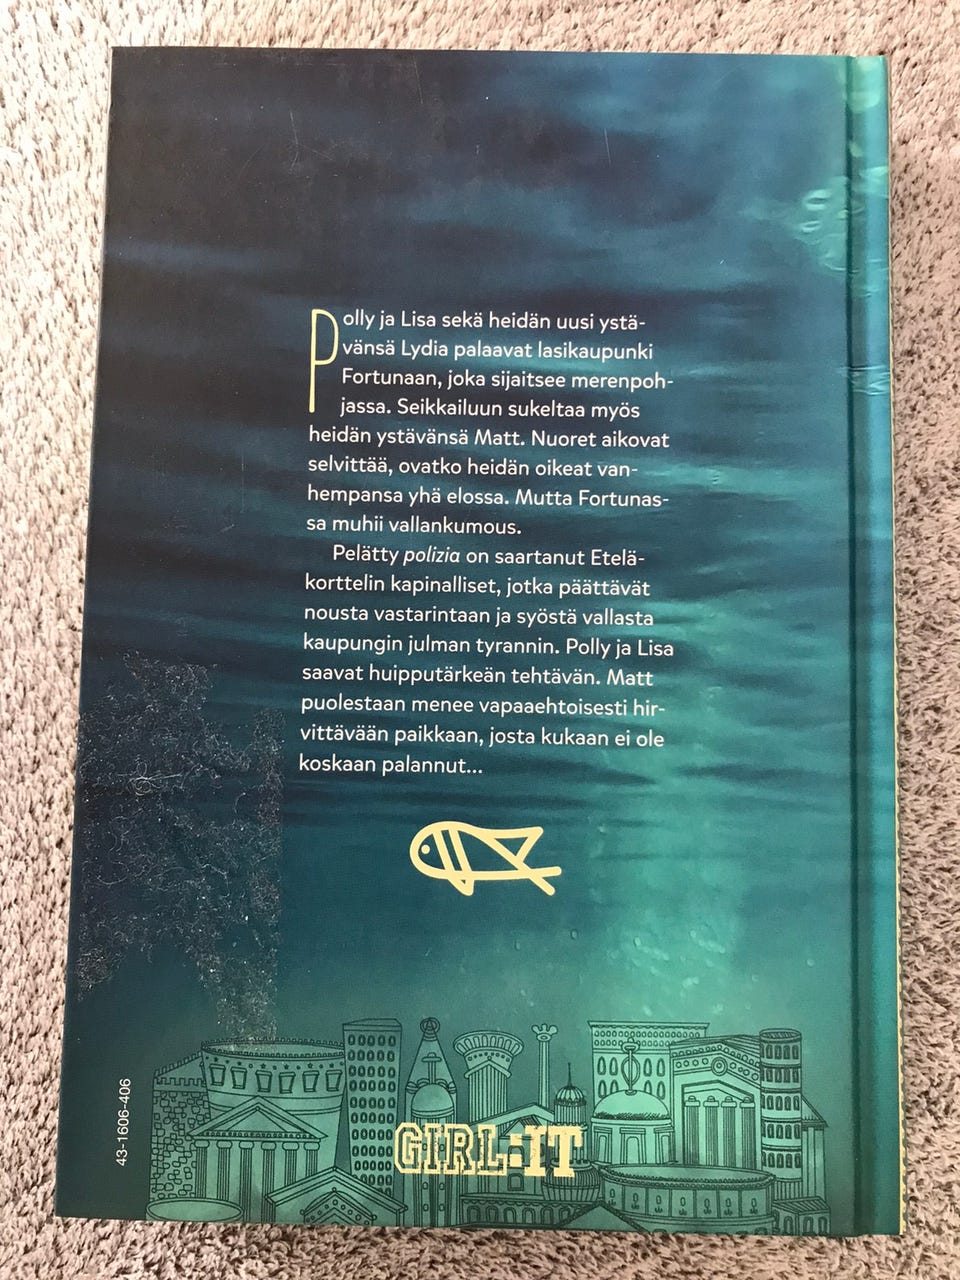 Polly ja Lisa sekä heidän uusi ystä-
vänsä Lydia palaavat lasikaupunki
Fortunaan, joka sijaitsee merenpoh-
jassa. Seikkailuun sukeltaa myös
heidän ystävänsä Matt. Nuoret aikovat
selvittää, ovatko heidän oikeat van-
hempansa yhä elossa. Mutta Fortunas-
sa muhii vallankumous.
Pelätty polizia on saartanut Etelä-
korttelin kapinalliset, jotka päättävät
nousta vastarintaan ja syöstä vallasta
kaupungin julman tyrannin. Polly ja Lisa
saavat huipputärkeän tehtävän. Matt
puolestaan menee vapaaehtoisesti hir-
vittävään paikkaan, josta kukaan ei ole
koskaan palannut...
43-1606-406
GIRL:IT